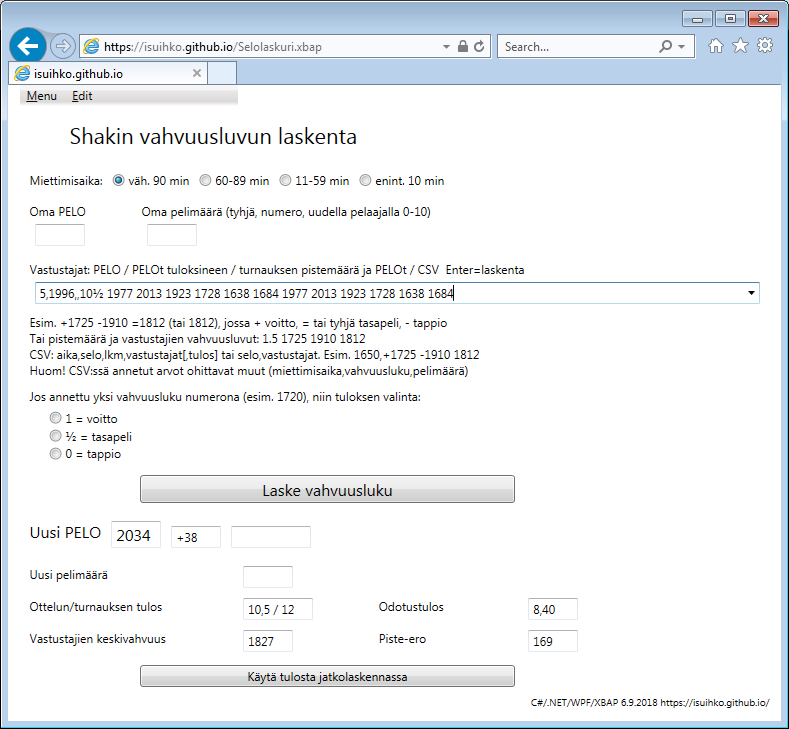 https://isuihko.github.io/Selolaskuri.xbap
Search...
isuihko.github.io
Menu Edit
Shakin vahvuusluvun laskenta
Miettimisaika: väh. 90 min 60-89 min 11-59 min enint. 10 min
Oma PELO Oma pelimäärä (tyhjä, numero, uudella pelaajalla 0-10)
Vastustajat: PELO / PELOt tuloksineen / turnauksen pistemäärä ja PELOt / CSV Enter=laskenta
5,1996,,10½ 1977 2013 1923 1728 1638 1684 1977 2013 1923 1728 1638 1684
Esim. +1725 -1910 =1812 (tai 1812), jossa + voitto, = tai tyhjä tasapeli, - tappio
Tai pistemäärä ja vastustajien vahvuusluvut: 1.5 1725 1910 1812
CSV: aika,selo,lkm,vastustajat[,tulos] tai selo,vastustajat. Esim. 1650,+1725 -1910 1812
Huom! CSV:ssä annetut arvot ohittavat muut (miettimisaika,vahvuusluku,pelimäärä)
Jos annettu yksi vahvuusluku numerona (esim. 1720), niin tuloksen valinta:
1 = voitto
½ = tasapeli
0 = tappio
Laske vahvuusluku
Uusi PELO 2034 +38
Uusi pelimäärä
Ottelun/turnauksen tulos 10,5 / 12 Odotustulos 8,40
Vastustajien keskivahvuus 1827 Piste-ero 169
Käytä tulosta jatkolaskennassa
C#/.NET/WPF/XBAP 6.9.2018 https://isuihko.github.io/